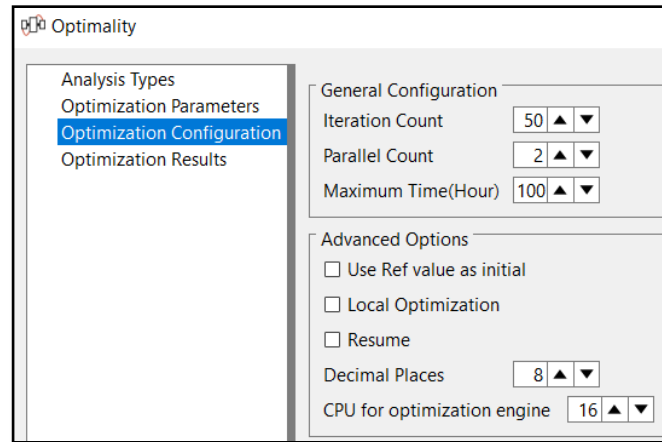 Optimality
Analysis Types
Optimization Parameters
Optimization Configuration
Optimization Results
General Configuration
Iteration Count 50
Parallel Count 2
Maximum Time(Hour) 100
Advanced Options
Use Ref value as initial
Local Optimization
Resume
Decimal Places 8
CPU for optimization engine 16